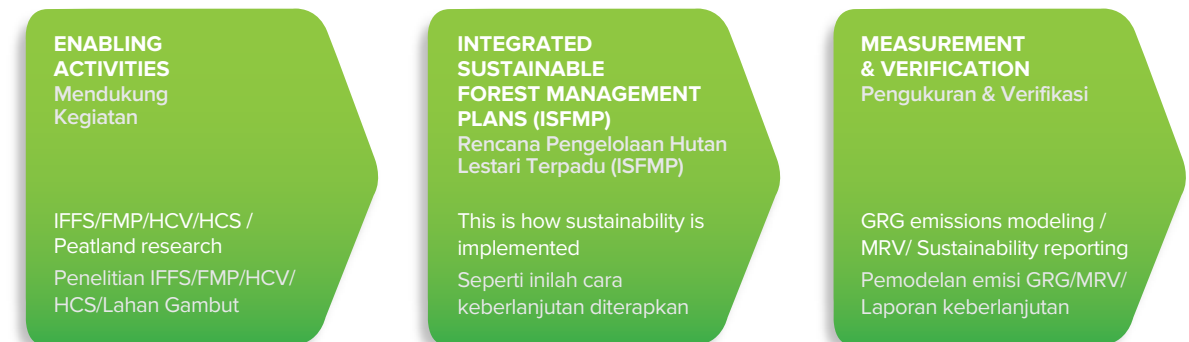 ENABLING
ACTIVITIES
Mendukung
Kegiatan
IFFS/FMP/HCV/HCS /
Peatland research
Penelitian IFFS/FMP/HCV/
HCS/Lahan Gambut
INTEGRATED
SUSTAINABLE
FOREST MANAGEMENT
PLANS (ISFMP)
Rencana Pengelolaan Hutan
Lestari Terpadu (ISFMP)
This is how sustainability is
implemented
Seperti inilah cara
keberlanjutan diterapkan
MEASUREMENT
& VERIFICATION
Pengukuran & Verifikasi
GRG emissions modeling /
MRV/ Sustainability reporting
Pemodelan emisi GRG/MRV/
Laporan keberlanjutan